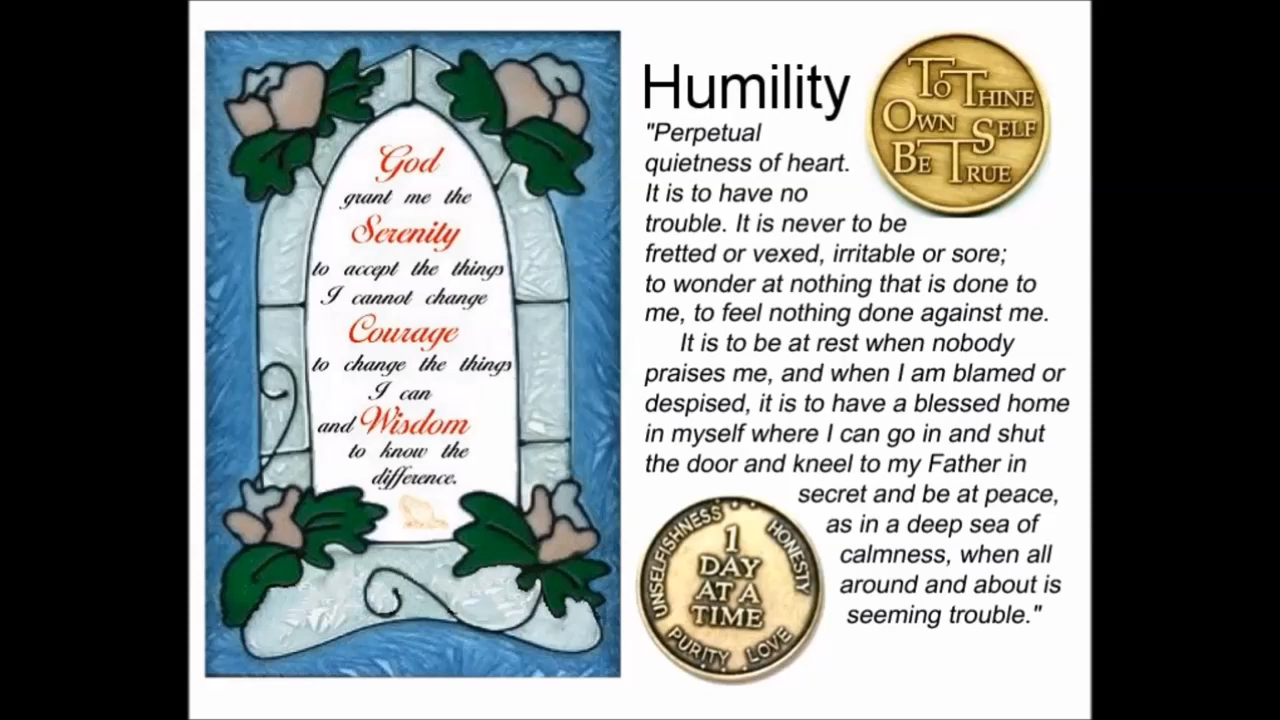 God
grant me the
Serenity
to accept the things
I cannot change
Courage
to change the things
I can
and Wisdom
to know the
difference.
Humility
"Perpetual
quietness of heart.
It is to have no
trouble. It is never to be
fretted or vexed, irritable or sore;
to wonder at nothing that is done to
me, to feel nothing done against me.
It is to be at rest when nobody
praises me, and when I am blamed or
despised, it is to have a blessed home
in myself where I can go in and shut
the door and kneel to my Father in
secret and be at peace,
as in a deep sea of
calmness, when all
around and about is
seeming trouble."
To Thine
Own Self
Be True
UNSELFISHNESS
HONESTY
1
DAY
AT A
TIME
PURITY LOVE